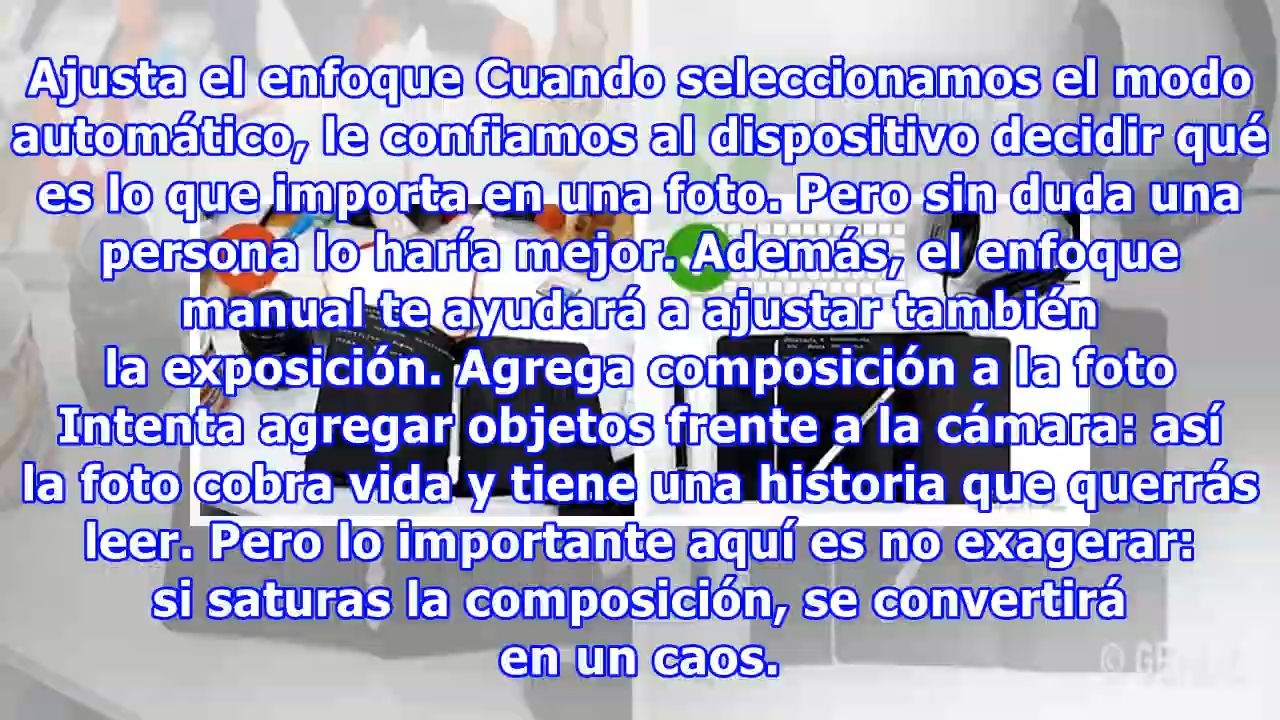 Ajusta el enfoque Cuando seleccionamos el modo
automático, le confiamos al dispositivo decidir qué
es lo que importa en una foto. Pero sin duda una
persona lo haría mejor. Además, el enfoque
manual te ayudará a ajustar también
la exposición. Agrega composición a la foto
Intenta agregar objetos frente a la cámara: así
la foto cobra vida y tiene una historia que querrás
leer. Pero lo importante aquí es no exagerar:
si saturas la composición, se convertirá
en un caos.